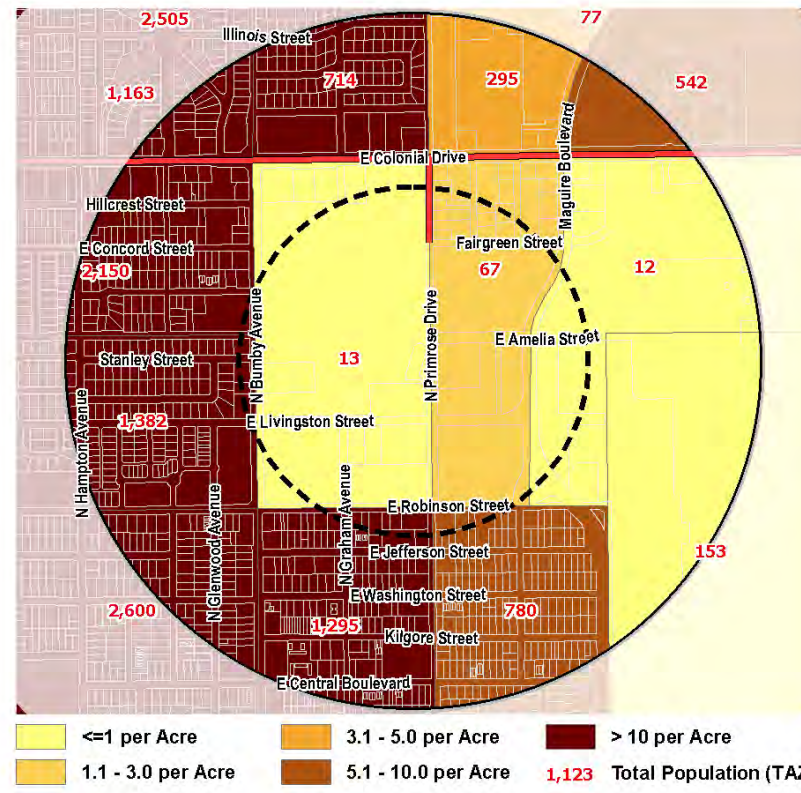 2,505
77
Illinois Street
714
295
542
1,163
Maguire Boulevard
E Colonial Drive
Hillcrest Street
E Concord Street
Fairgreen Street
2,150
67
12
N Bumby Avenue
N Primrose Drive
E Amelia Street
Stanley Street
13
1,382
E Livingston Street
N Hampton Avenue
N Glenwood Avenue
N Graham Avenue
E Robinson Street
E Jefferson Street
153
E Washington Street
2,600
1,295
780
Kilgore Street
E Central Boulevard
<=1 per Acre
3.1 - 5.0 per Acre
> 10 per Acre
1.1 - 3.0 per Acre
5.1 - 10.0 per Acre
1,123 Total Population (TAZ